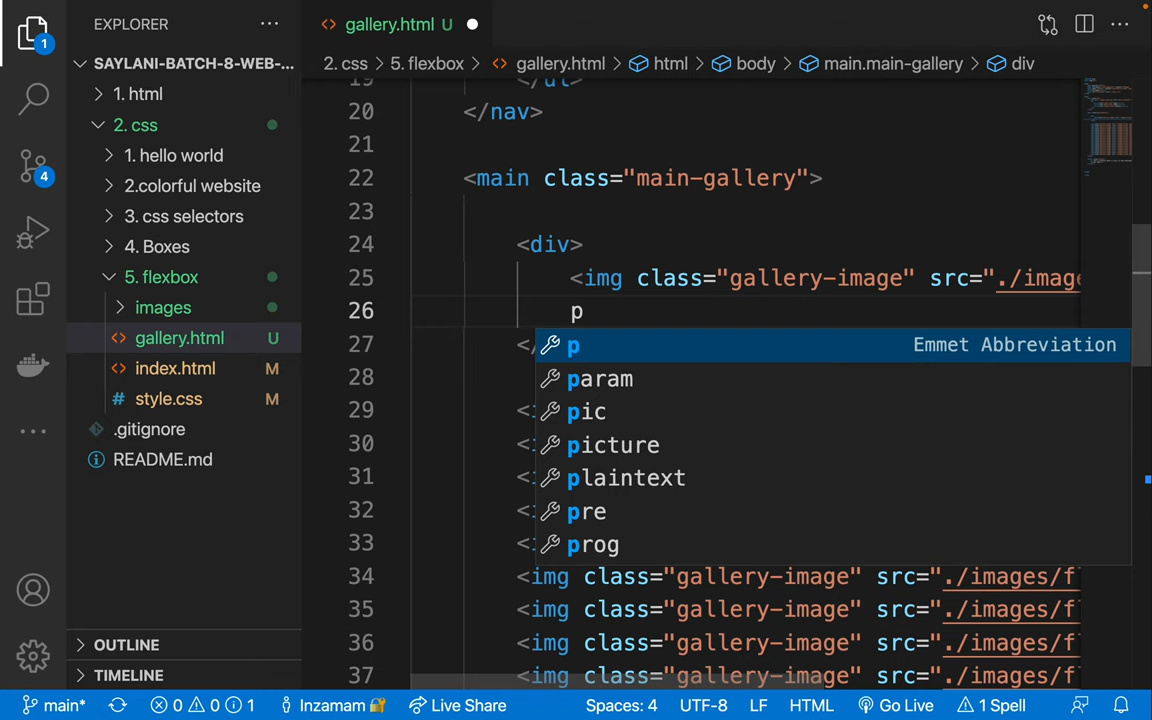 EXPLORER
gallery.html U
SAYLANI-BATCH-8-WEB-...
2. css > 5. flexbox > gallery.html > html > body > main.main-gallery > div
1. html
2. css
1. hello world
2.colorful website
3. css selectors
4. Boxes
5. flexbox
images
gallery.html U
index.html M
style.css M
.gitignore
README.md
OUTLINE
TIMELINE
1
4
19 </ul>
20 </nav>
21
22 <main class="main-gallery">
23
24 <div>
25 <img class="gallery-image" src="./image
26 p
27 </
28
29 <i
30 <i
31 <i
32 <i
33 <i
34 <img class="gallery-image" src="./images/f
35 <img class="gallery-image" src="./images/f
36 <img class="gallery-image" src="./images/f
37 <img class="gallery-image" src="./images/f
p Emmet Abbreviation
param
pic
picture
plaintext
pre
prog
main* 0 0 1 Inzamam Live Share Spaces: 4 UTF-8 LF HTML Go Live 1 Spell